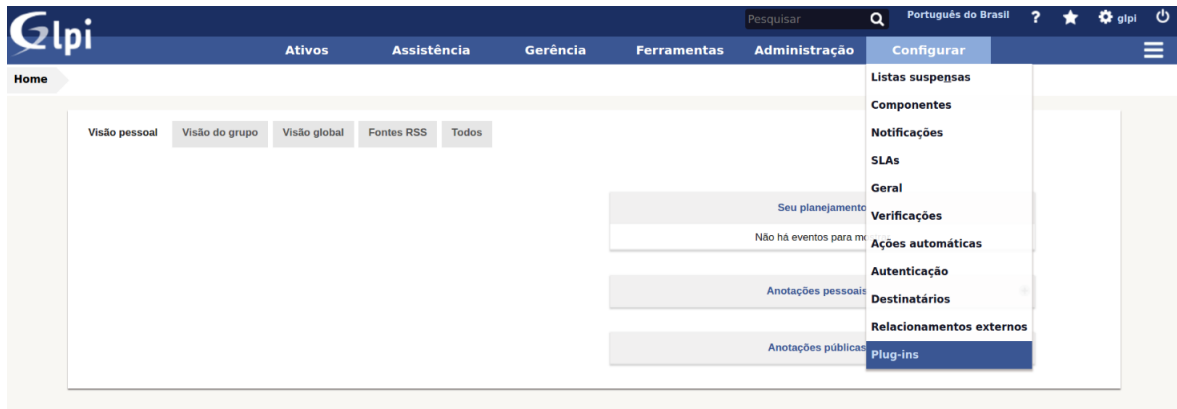 Glpi
Pesquisar
Português do Brasil ? glpi
Ativos Assistência Gerência Ferramentas Administração Configurar
Home
Listas suspensas
Componentes
Notificações
SLAs
Geral
Verificações
Ações automáticas
Autenticação
Destinatários
Relacionamentos externos
Plug-ins
Visão pessoal Visão do grupo Visão global Fontes RSS Todos
Seu planejamento
Não há eventos para
Anotações pessoais
Anotações públicas